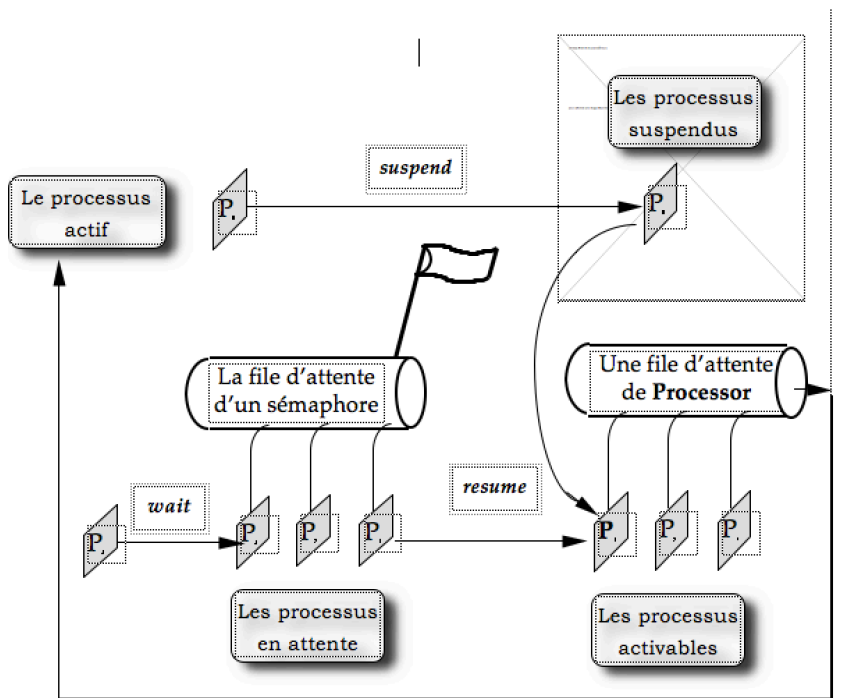 Les processus
suspendus
suspend
Le processus
actif
P.
P.
La file d'attente
d'un sémaphore
Une file d'attente
de Processor
wait
resume
P
P
P
P
P
P
P
Les processus
en attente
Les processus
activables